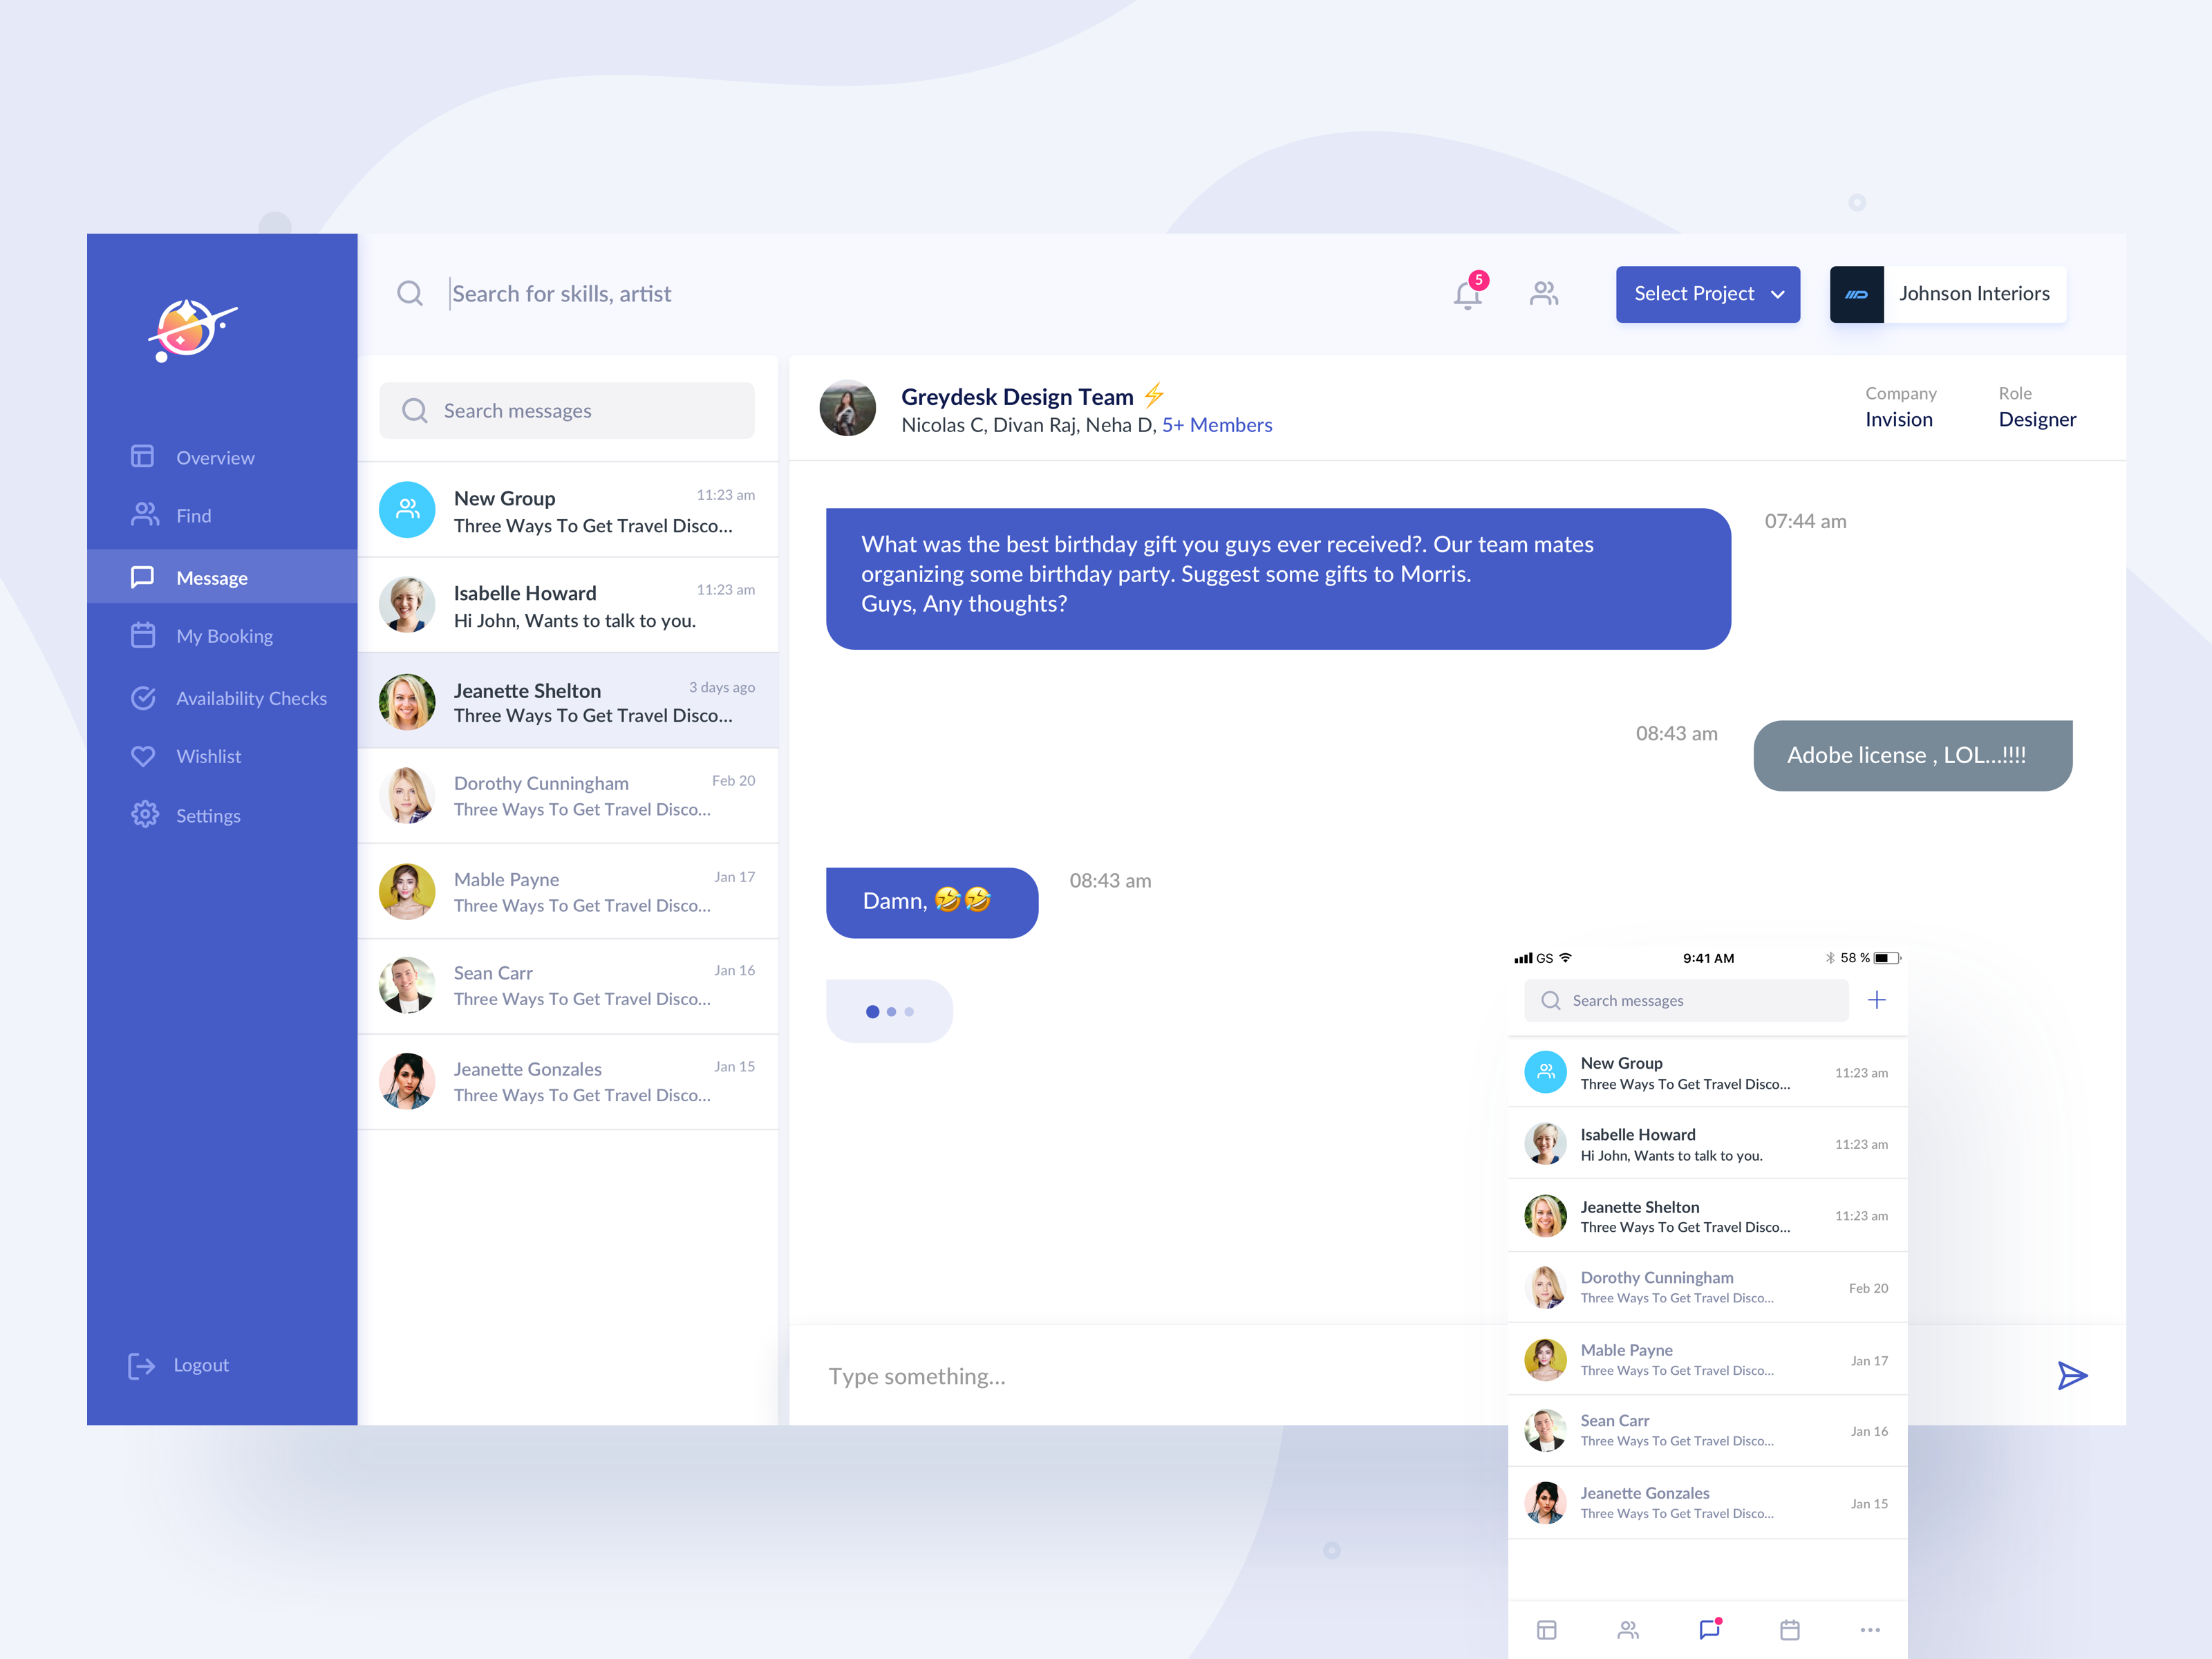 Search for skills, artist
5
Select Project
Johnson Interiors
Overview
Find
Message
My Booking
Availability Checks
Wishlist
Settings
Logout
Search messages
New Group
11:23 am
Three Ways To Get Travel Disco...
Isabelle Howard
11:23 am
Hi John, Wants to talk to you.
Jeanette Shelton
3 days ago
Three Ways To Get Travel Disco...
Dorothy Cunningham
Feb 20
Three Ways To Get Travel Disco...
Mable Payne
Jan 17
Three Ways To Get Travel Disco...
Sean Carr
Jan 16
Three Ways To Get Travel Disco...
Jeanette Gonzales
Jan 15
Three Ways To Get Travel Disco...
Greydesk Design Team ⚡
Nicolas C, Divan Raj, Neha D, 5+ Members
Company
Invision
Role
Designer
What was the best birthday gift you guys ever received?. Our team mates
organizing some birthday party. Suggest some gifts to Morris.
Guys, Any thoughts?
07:44 am
08:43 am
Adobe license , LOL...!!!!
Damn, 🤣🤣
08:43 am
Type something...
GS
9:41 AM
58 %
Search messages
New Group
Three Ways To Get Travel Disco...
11:23 am
Isabelle Howard
Hi John, Wants to talk to you.
11:23 am
Jeanette Shelton
Three Ways To Get Travel Disco...
11:23 am
Dorothy Cunningham
Three Ways To Get Travel Disco...
Feb 20
Mable Payne
Three Ways To Get Travel Disco...
Jan 17
Sean Carr
Three Ways To Get Travel Disco...
Jan 16
Jeanette Gonzales
Three Ways To Get Travel Disco...
Jan 15